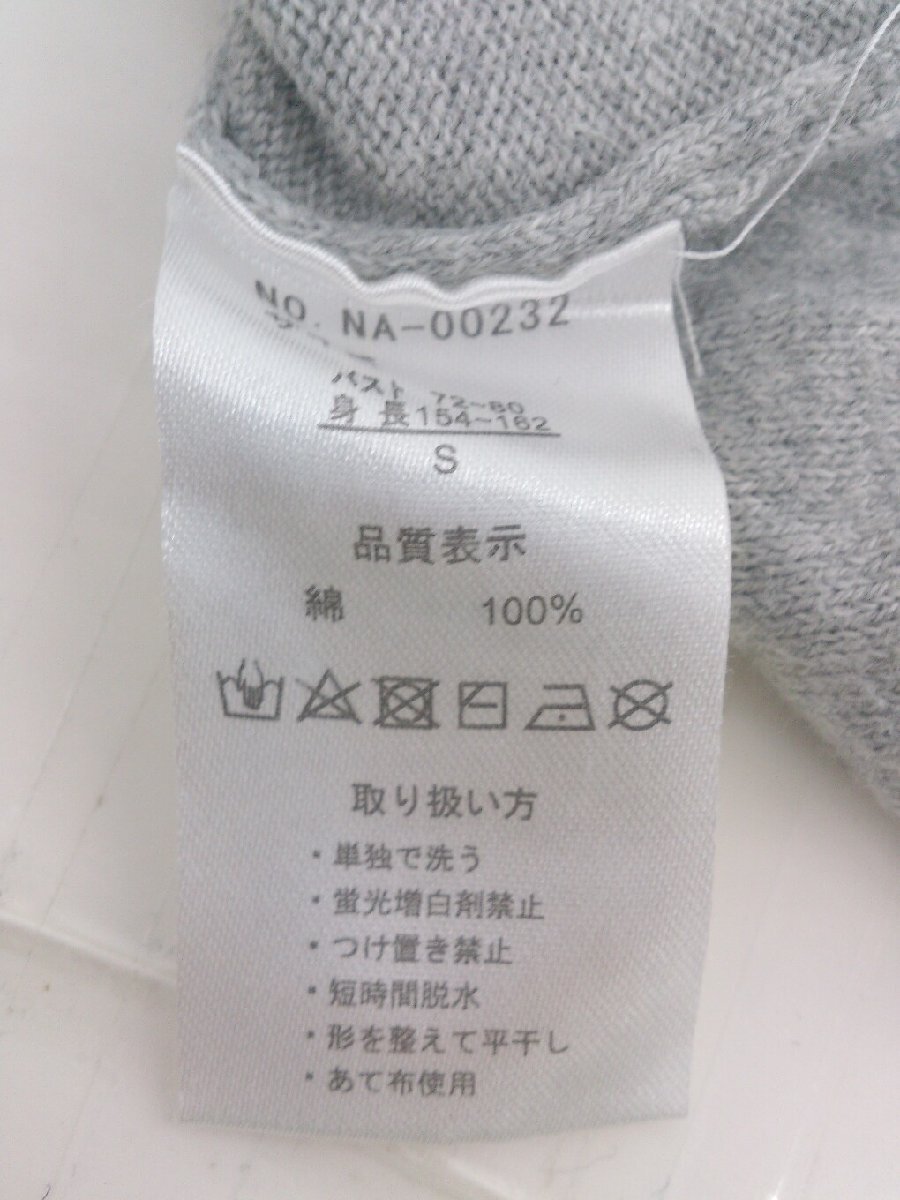 NO. NA-00232
バスト 72~80
身 長154~162
S
品質表示
綿 100%
取り扱い方
・単独で洗う
・蛍光増白剤禁止
・つけ置き禁止
・短時間脱水
・形を整えて平干し
・あて布使用